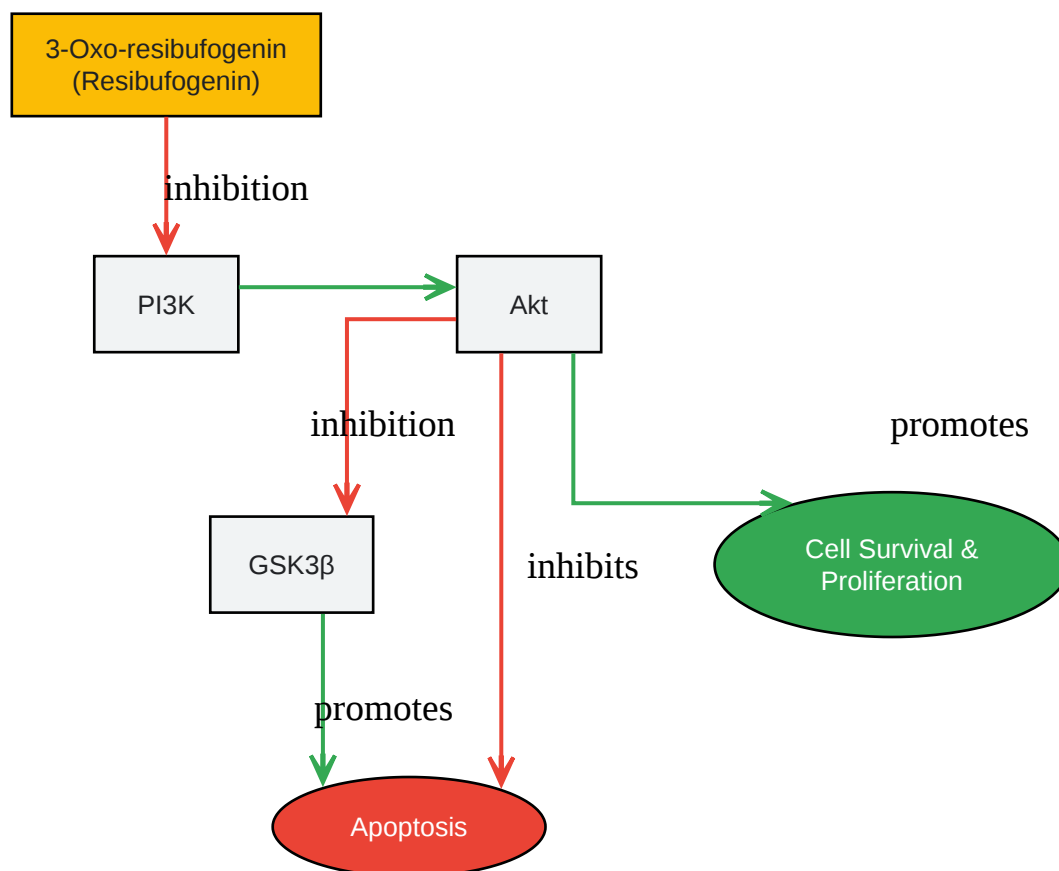 3-Oxo-resibufogenin
(Resibufogenin)
inhibition
PI3K
Akt
inhibition
promotes
GSK3β
inhibits
Cell Survival &
Proliferation
promotes
Apoptosis